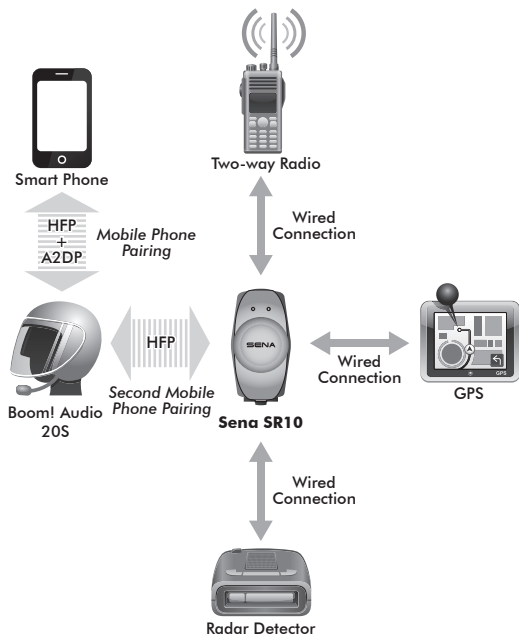 Two-way Radio
Smart Phone
HFP
+
A2DP
Mobile Phone
Pairing
Wired
Connection
HFP
Second Mobile
Phone Pairing
Boom! Audio
20S
SENA
Sena SR10
Wired
Connection
GPS
GPS
Wired
Connection
Radar Detector